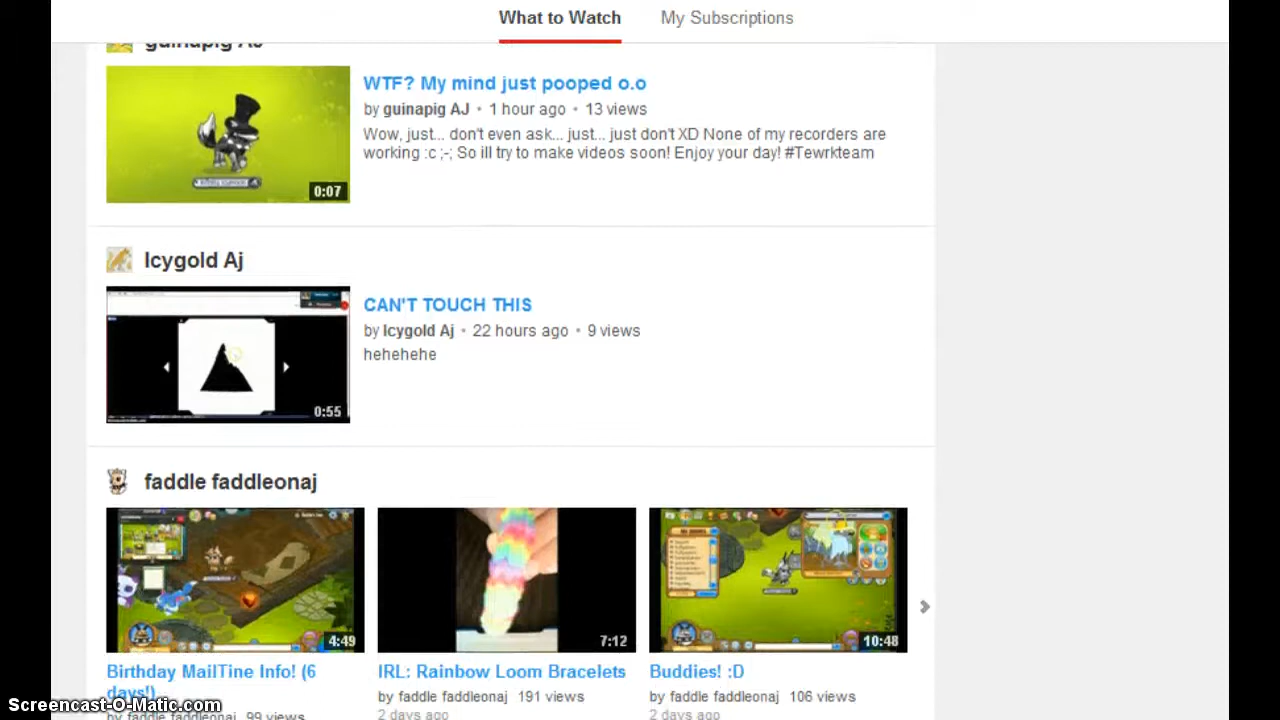 What to Watch My Subscriptions
guinapig AJ
WTF? My mind just pooped o.o
by guinapig AJ • 1 hour ago • 13 views
Wow, just... don't even ask... just... just don't XD None of my recorders are
working :c ;-; So ill try to make videos soon! Enjoy your day! #Tewrkteam
0:07
Icygold Aj
CAN'T TOUCH THIS
by Icygold Aj • 22 hours ago • 9 views
hehehehe
0:55
faddle faddleonaj
4:49 7:12 10:48
Birthday MailTine Info! (6 IRL: Rainbow Loom Bracelets Buddies! :D
days!)
by faddle faddleonaj 191 views by faddle faddleonaj 106 views
by faddle faddleonaj 99 views 2 days ago 2 days ago
Screencast-O-Matic.com